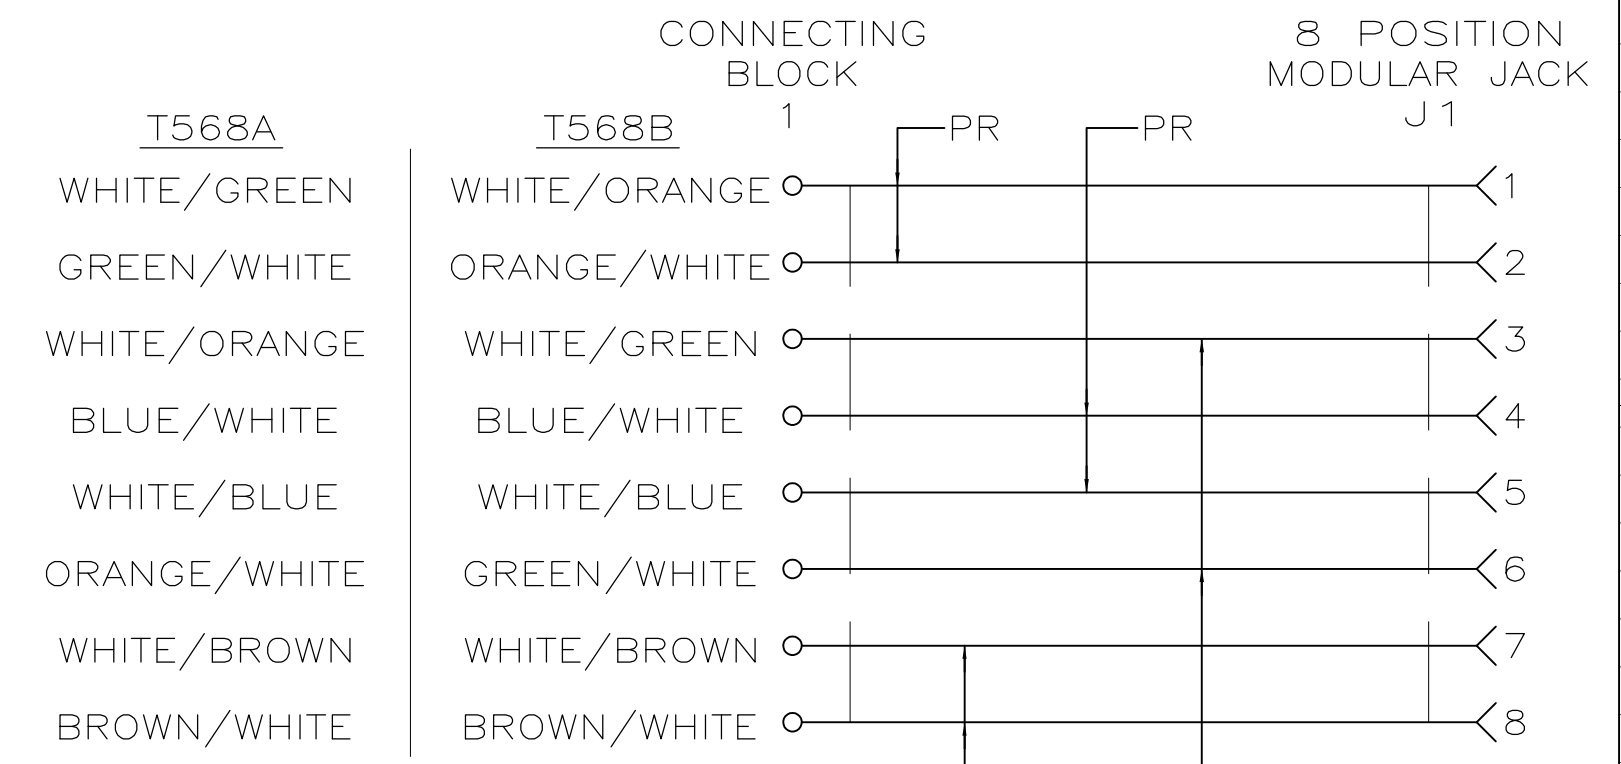 CONNECTING
BLOCK
1
8 POSITION
MODULAR JACK
J1
T568A T568B PR PR
WHITE/GREEN WHITE/ORANGE 1
GREEN/WHITE ORANGE/WHITE 2
WHITE/ORANGE WHITE/GREEN 3
BLUE/WHITE BLUE/WHITE 4
WHITE/BLUE WHITE/BLUE 5
ORANGE/WHITE GREEN/WHITE 6
WHITE/BROWN WHITE/BROWN 7
BROWN/WHITE BROWN/WHITE 8